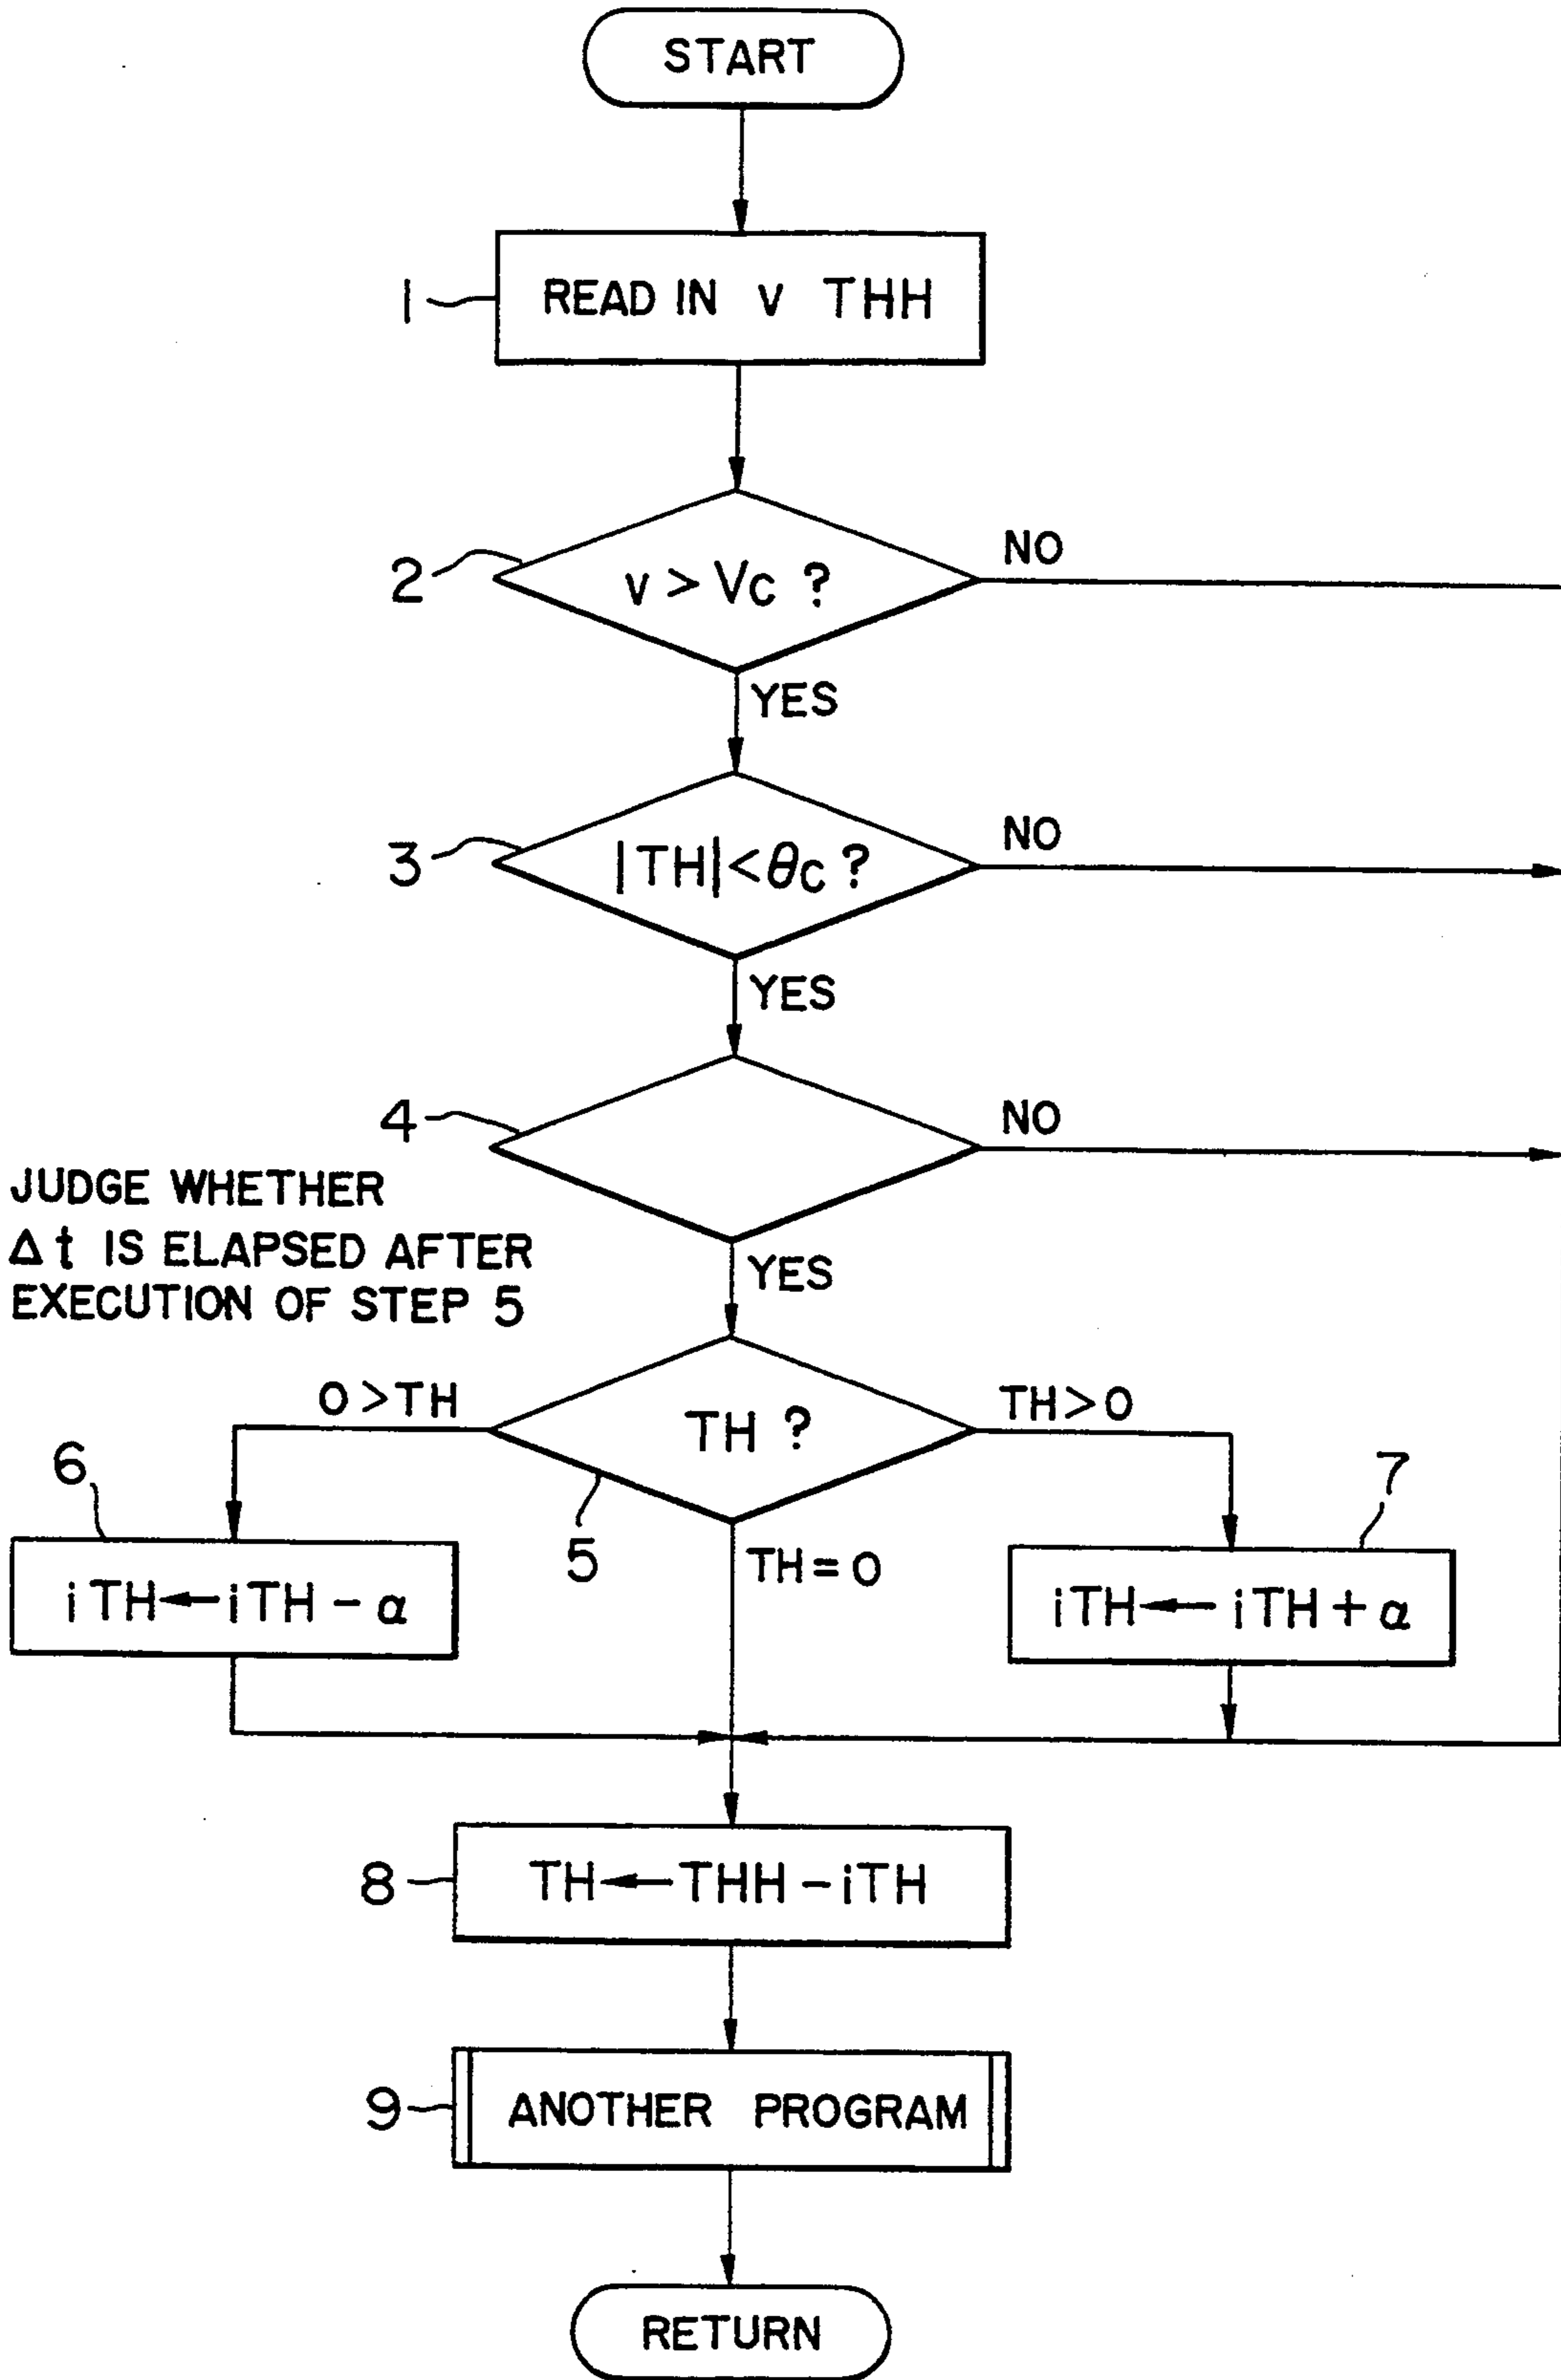 START
1
READ IN v THH
2
v > Vc ?
NO
YES
3
|TH| < θc ?
NO
YES
4
NO
JUDGE WHETHER
Δt IS ELAPSED AFTER
EXECUTION OF STEP 5
YES
0 > TH
TH ?
TH > 0
6
5
7
TH = 0
iTH ← iTH - α
iTH ← iTH + α
8
TH ← THH - iTH
9
ANOTHER PROGRAM
RETURN